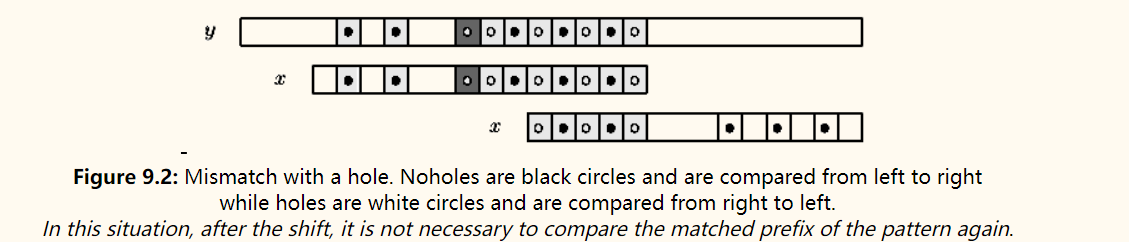 y
x
x
Figure 9.2: Mismatch with a hole. Noholes are black circles and are compared from left to right
while holes are white circles and are compared from right to left.
In this situation, after the shift, it is not necessary to compare the matched prefix of the pattern again.